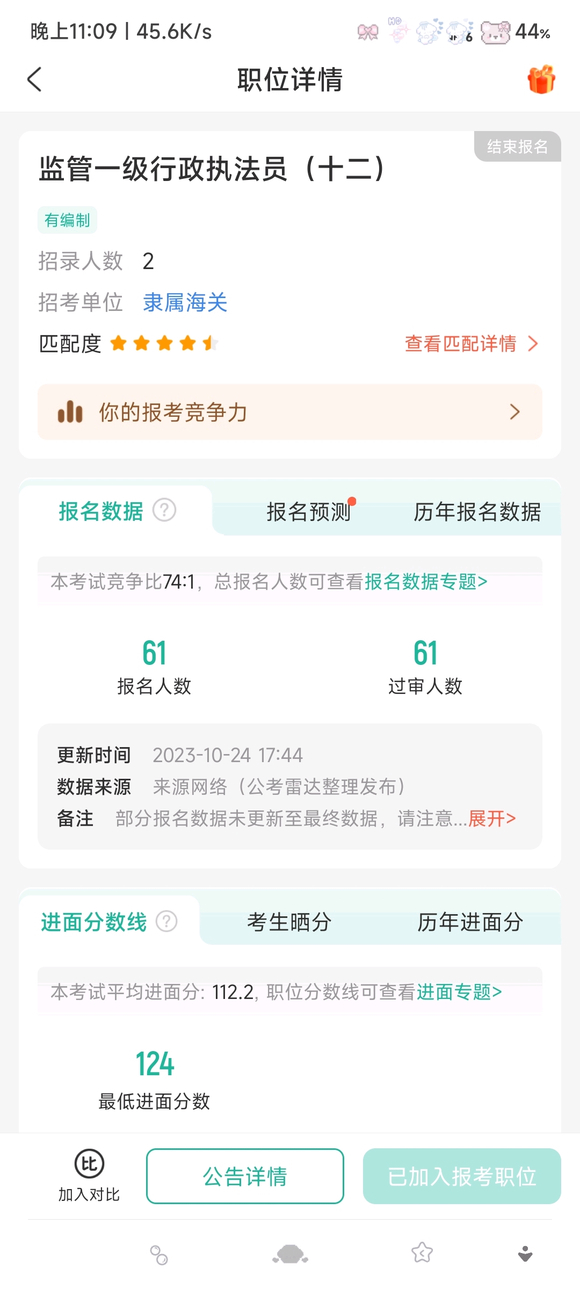 晚上11:09 | 45.6K/s
44%
职位详情
结束报名
监管一级行政执法员（十二）
有编制
招录人数 2
招考单位 隶属海关
匹配度
查看匹配详情
你的报考竞争力
报名数据 ? 报名预测 历年报名数据
本考试竞争比74:1，总报名人数可查看报名数据专题>
61 61
报名人数 过审人数
更新时间 2023-10-24 17:44
数据来源 来源网络（公考雷达整理发布）
备注 部分报名数据未更新至最终数据，请注意...展开>
进面分数线 ? 考生晒分 历年进面分
本考试平均进面分: 112.2, 职位分数线可查看进面专题>
124
最低进面分数
比
加入对比
公告详情
已加入报考职位